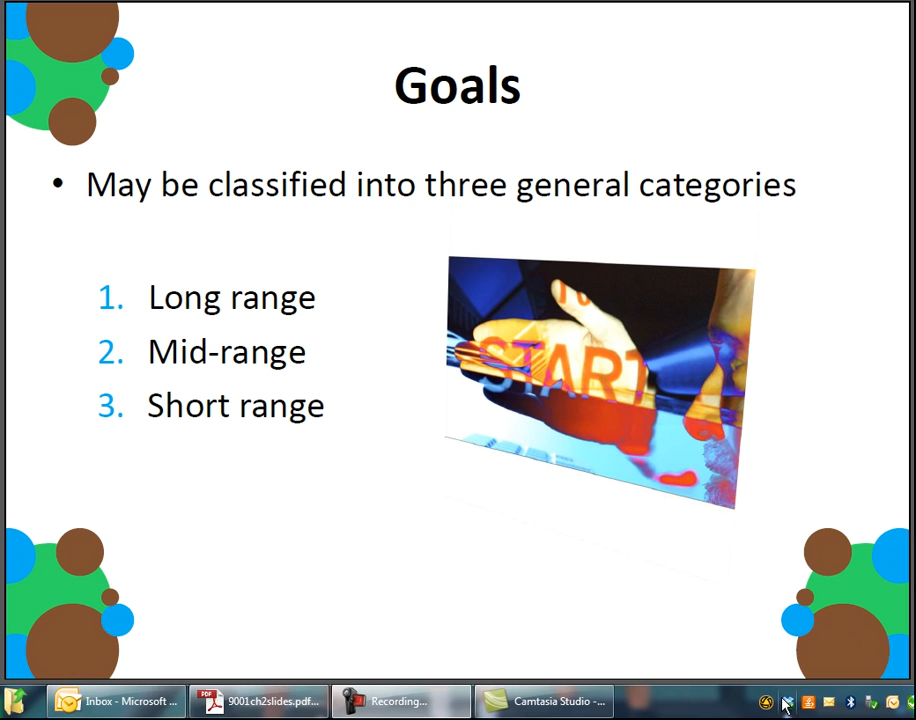 Goals
• May be classified into three general categories
1. Long range
2. Mid-range
3. Short range
START
Inbox - Microsoft ...
9001ch2slides.pdf...
Recording...
Camtasia Studio -...